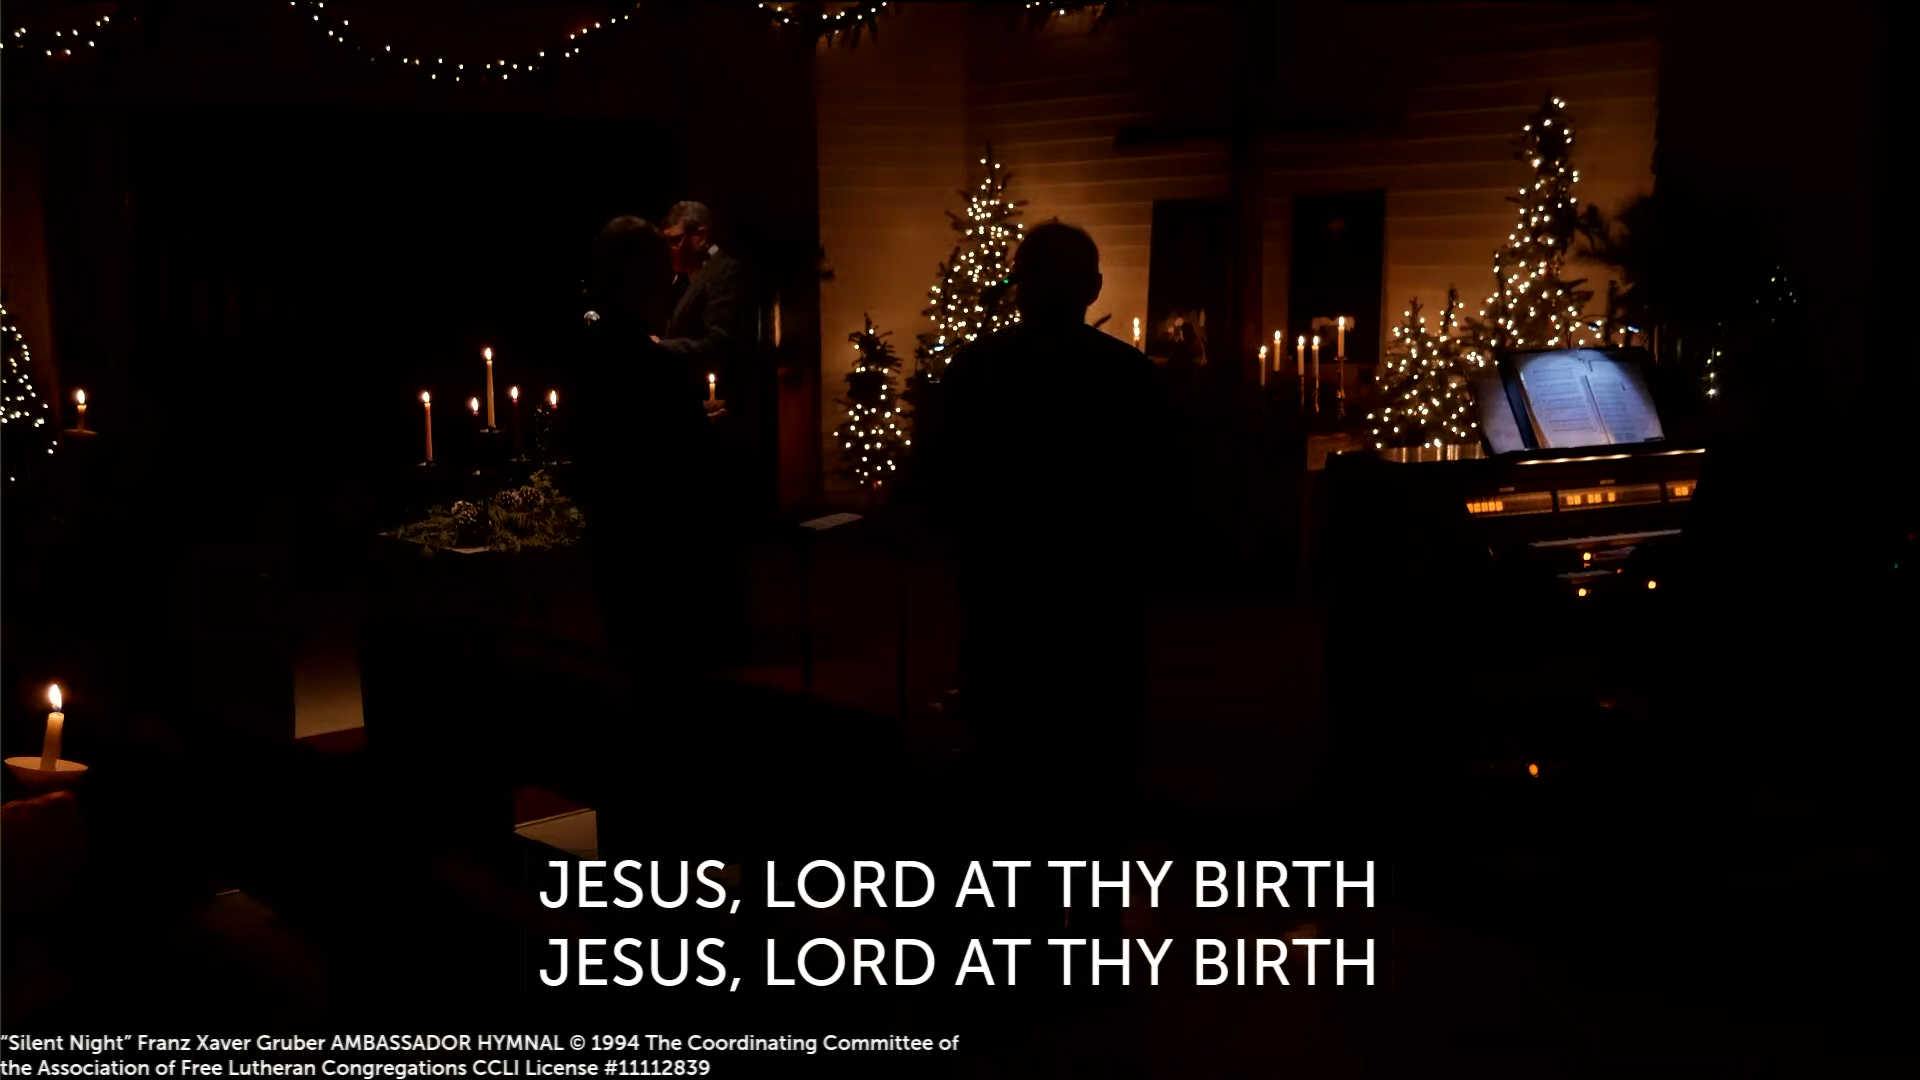 JESUS, LORD AT THY BIRTH
JESUS, LORD AT THY BIRTH
“Silent Night” Franz Xaver Gruber AMBASSADOR HYMNAL © 1994 The Coordinating Committee of
the Association of Free Lutheran Congregations CCLI License #11112839